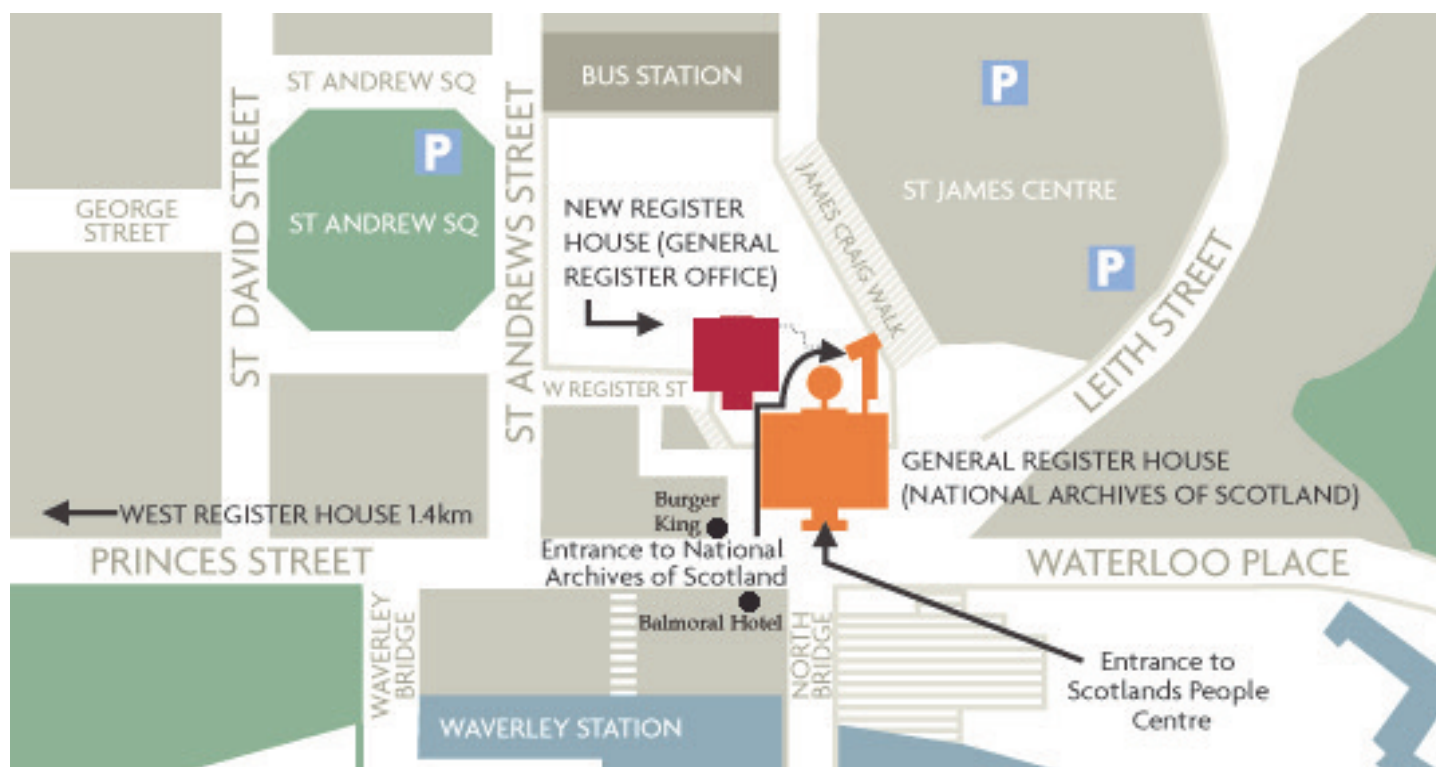 ST ANDREW SQ
BUS STATION
P
P
ST DAVID STREET
ST ANDREWS STREET
JAMES CRAIG WALK
ST JAMES CENTRE
GEORGE
STREET
ST ANDREW SQ
NEW REGISTER
HOUSE (GENERAL
REGISTER OFFICE)
P
LEITH STREET
W REGISTER ST
GENERAL REGISTER HOUSE
(NATIONAL ARCHIVES OF SCOTLAND)
WEST REGISTER HOUSE 1.4km
Burger
King
PRINCES STREET
Entrance to National
Archives of Scotland
WATERLOO PLACE
WAVERLEY
BRIDGE
Balmoral Hotel
NORTH
BRIDGE
Entrance to
Scotlands People
Centre
WAVERLEY STATION